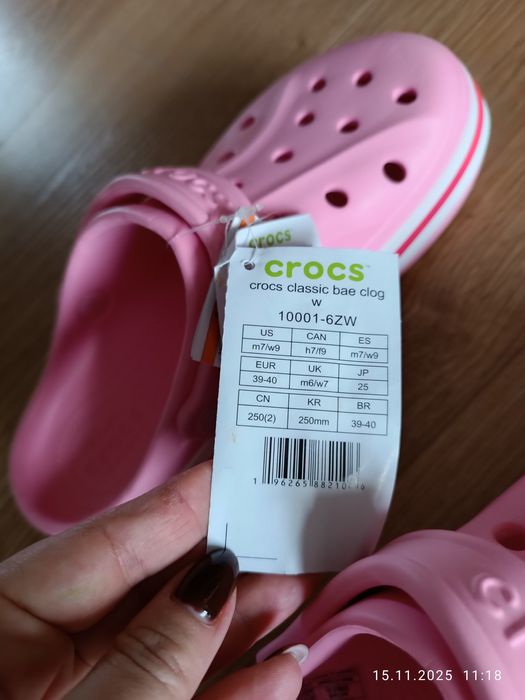 crocs
crocs™
crocs classic bae clog
w
10001-6ZW
US CAN ES
m7/w9 h7/f9 m7/w9
EUR UK JP
39-40 m6/w7 25
CN KR BR
250(2) 250mm 39-40
15.11.2025 11:18